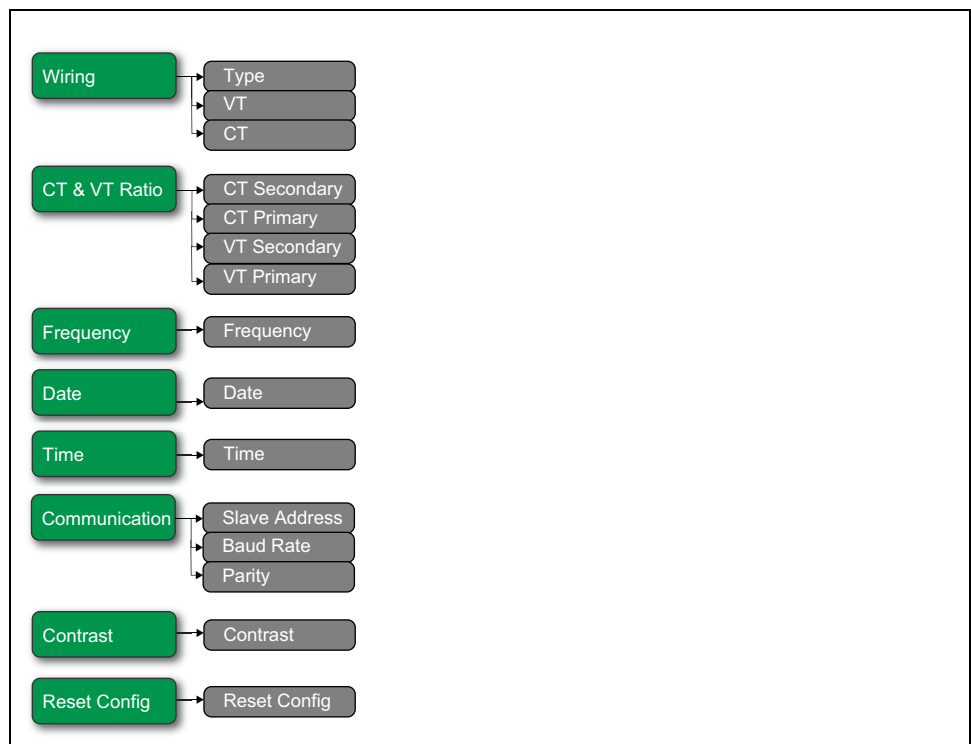 Wiring
Type
VT
CT
CT & VT Ratio
CT Secondary
CT Primary
VT Secondary
VT Primary
Frequency
Frequency
Date
Date
Time
Time
Communication
Slave Address
Baud Rate
Parity
Contrast
Contrast
Reset Config
Reset Config